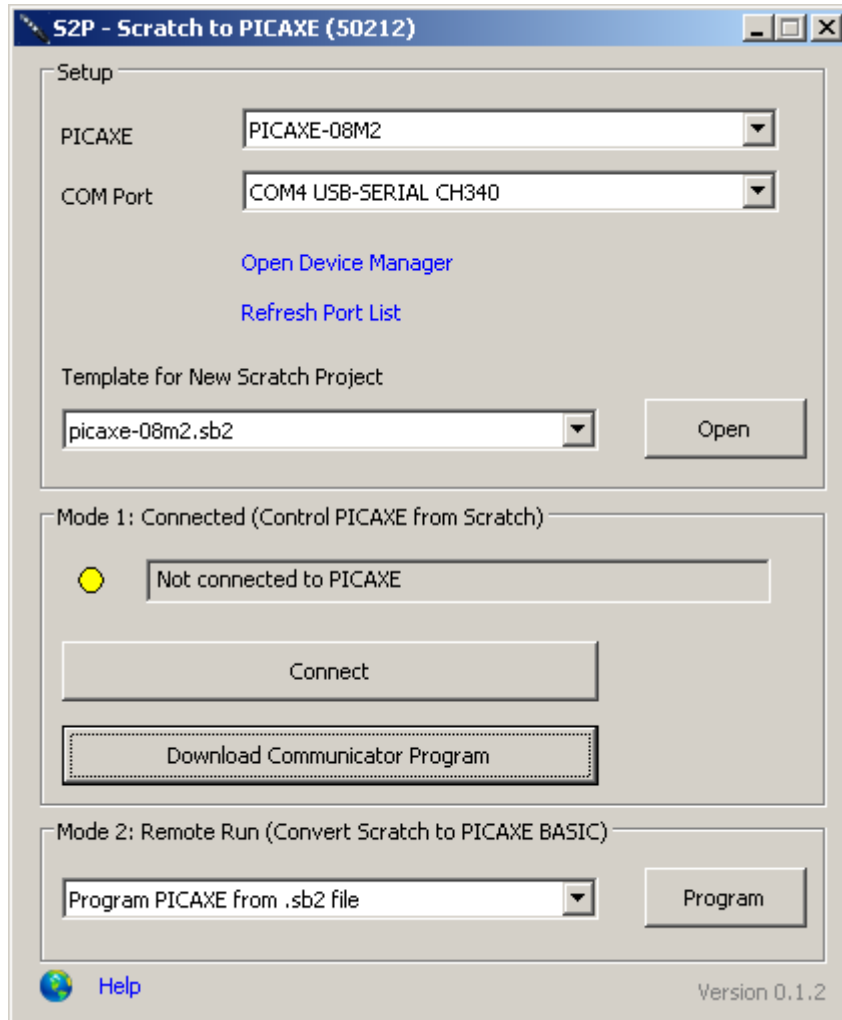 S2P - Scratch to PICAXE (50212)
Setup
PICAXE
PICAXE-08M2
COM Port
COM4 USB-SERIAL CH340
Open Device Manager
Refresh Port List
Template for New Scratch Project
picaxe-08m2.sb2
Open
Mode 1: Connected (Control PICAXE from Scratch)
Not connected to PICAXE
Connect
Download Communicator Program
Mode 2: Remote Run (Convert Scratch to PICAXE BASIC)
Program PICAXE from .sb2 file
Program
Help
Version 0.1.2